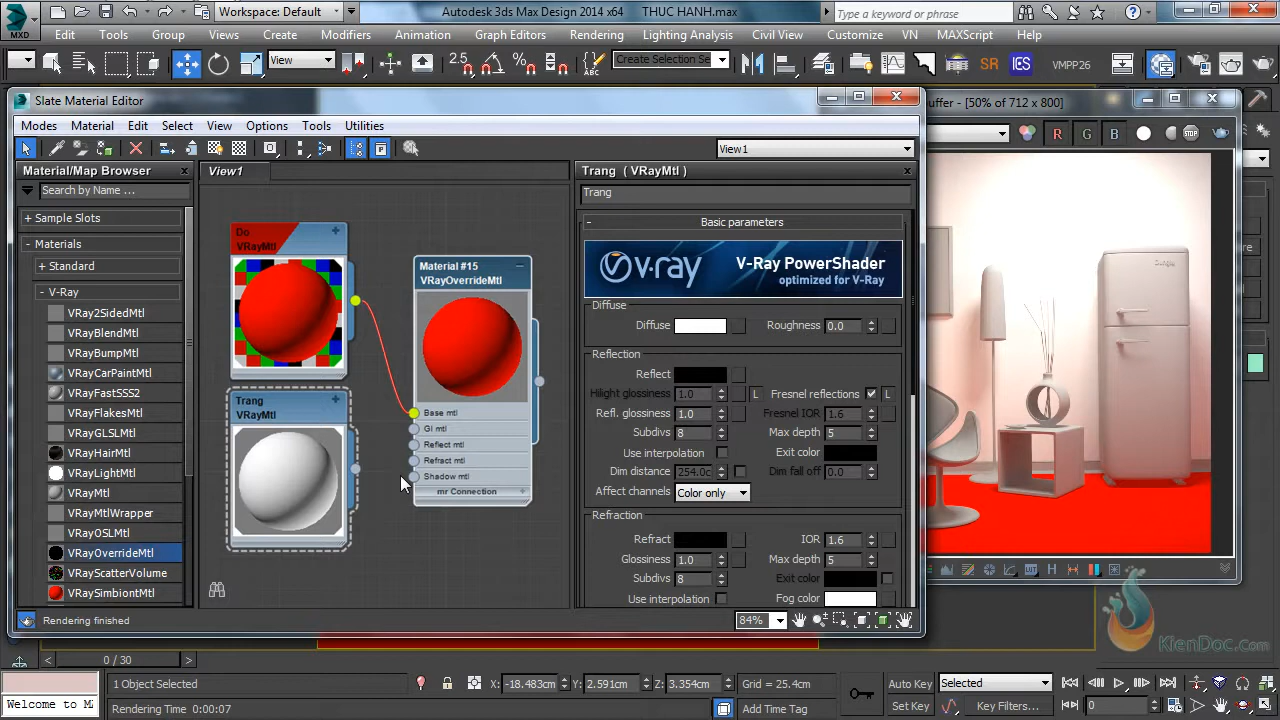 MXD
Workspace: Default
Autodesk 3ds Max Design 2014 x64 THUC HANH.max
Type a keyword or phrase
Edit Tools Group Views Create Modifiers Animation Graph Editors Rendering Lighting Analysis Civil View Customize VN MAXScript Help
View
2.5
Create Selection Se
SR IES VMPP26
Slate Material Editor
uffer - [50% of 712 x 800]
Modes Material Edit Select View Options Tools Utilities
R G B STOP
View1
Material/Map Browser
View1
Trang ( VRayMtl )
Search by Name ...
Trang
+ Sample Slots
- Materials
+ Standard
- V-Ray
VRay2SidedMtl
VRayBlendMtl
VRayBumpMtl
VRayCarPaintMtl
VRayFastSSS2
VRayFlakesMtl
VRayGLSLMtl
VRayHairMtl
VRayLightMtl
VRayMtl
VRayMtlWrapper
VRayOSLMtl
VRayOverrideMtl
VRayScatterVolume
VRaySimbiontMtl
Do
VRayMtl
Trang
VRayMtl
Material #15
VRayOverrideMtl
Base mtl
GI mtl
Reflect mtl
Refract mtl
Shadow mtl
mr Connection +
- Basic parameters
v·ray
V-Ray PowerShader
optimized for V-Ray
Diffuse
Diffuse Roughness 0.0
Reflection
Reflect
Hilight glossiness 1.0 L Fresnel reflections L
Refl. glossiness 1.0 Fresnel IOR 1.6
Subdivs 8 Max depth 5
Use interpolation Exit color
Dim distance 254.0c Dim fall off 0.0
Affect channels Color only
Refraction
Refract IOR 1.6
Glossiness 1.0 Max depth 5
Subdivs 8 Exit color
Use interpolation Fog color
LUT H
Rendering finished
84%
KienDoc.Com
0 / 30
1 Object Selected
X: -18.483cm Y: 2.591cm Z: 3.354cm Grid = 25.4cm
Auto Key Selected
Welcome to M
Rendering Time 0:00:07
Add Time Tag
Set Key Key Filters... 0